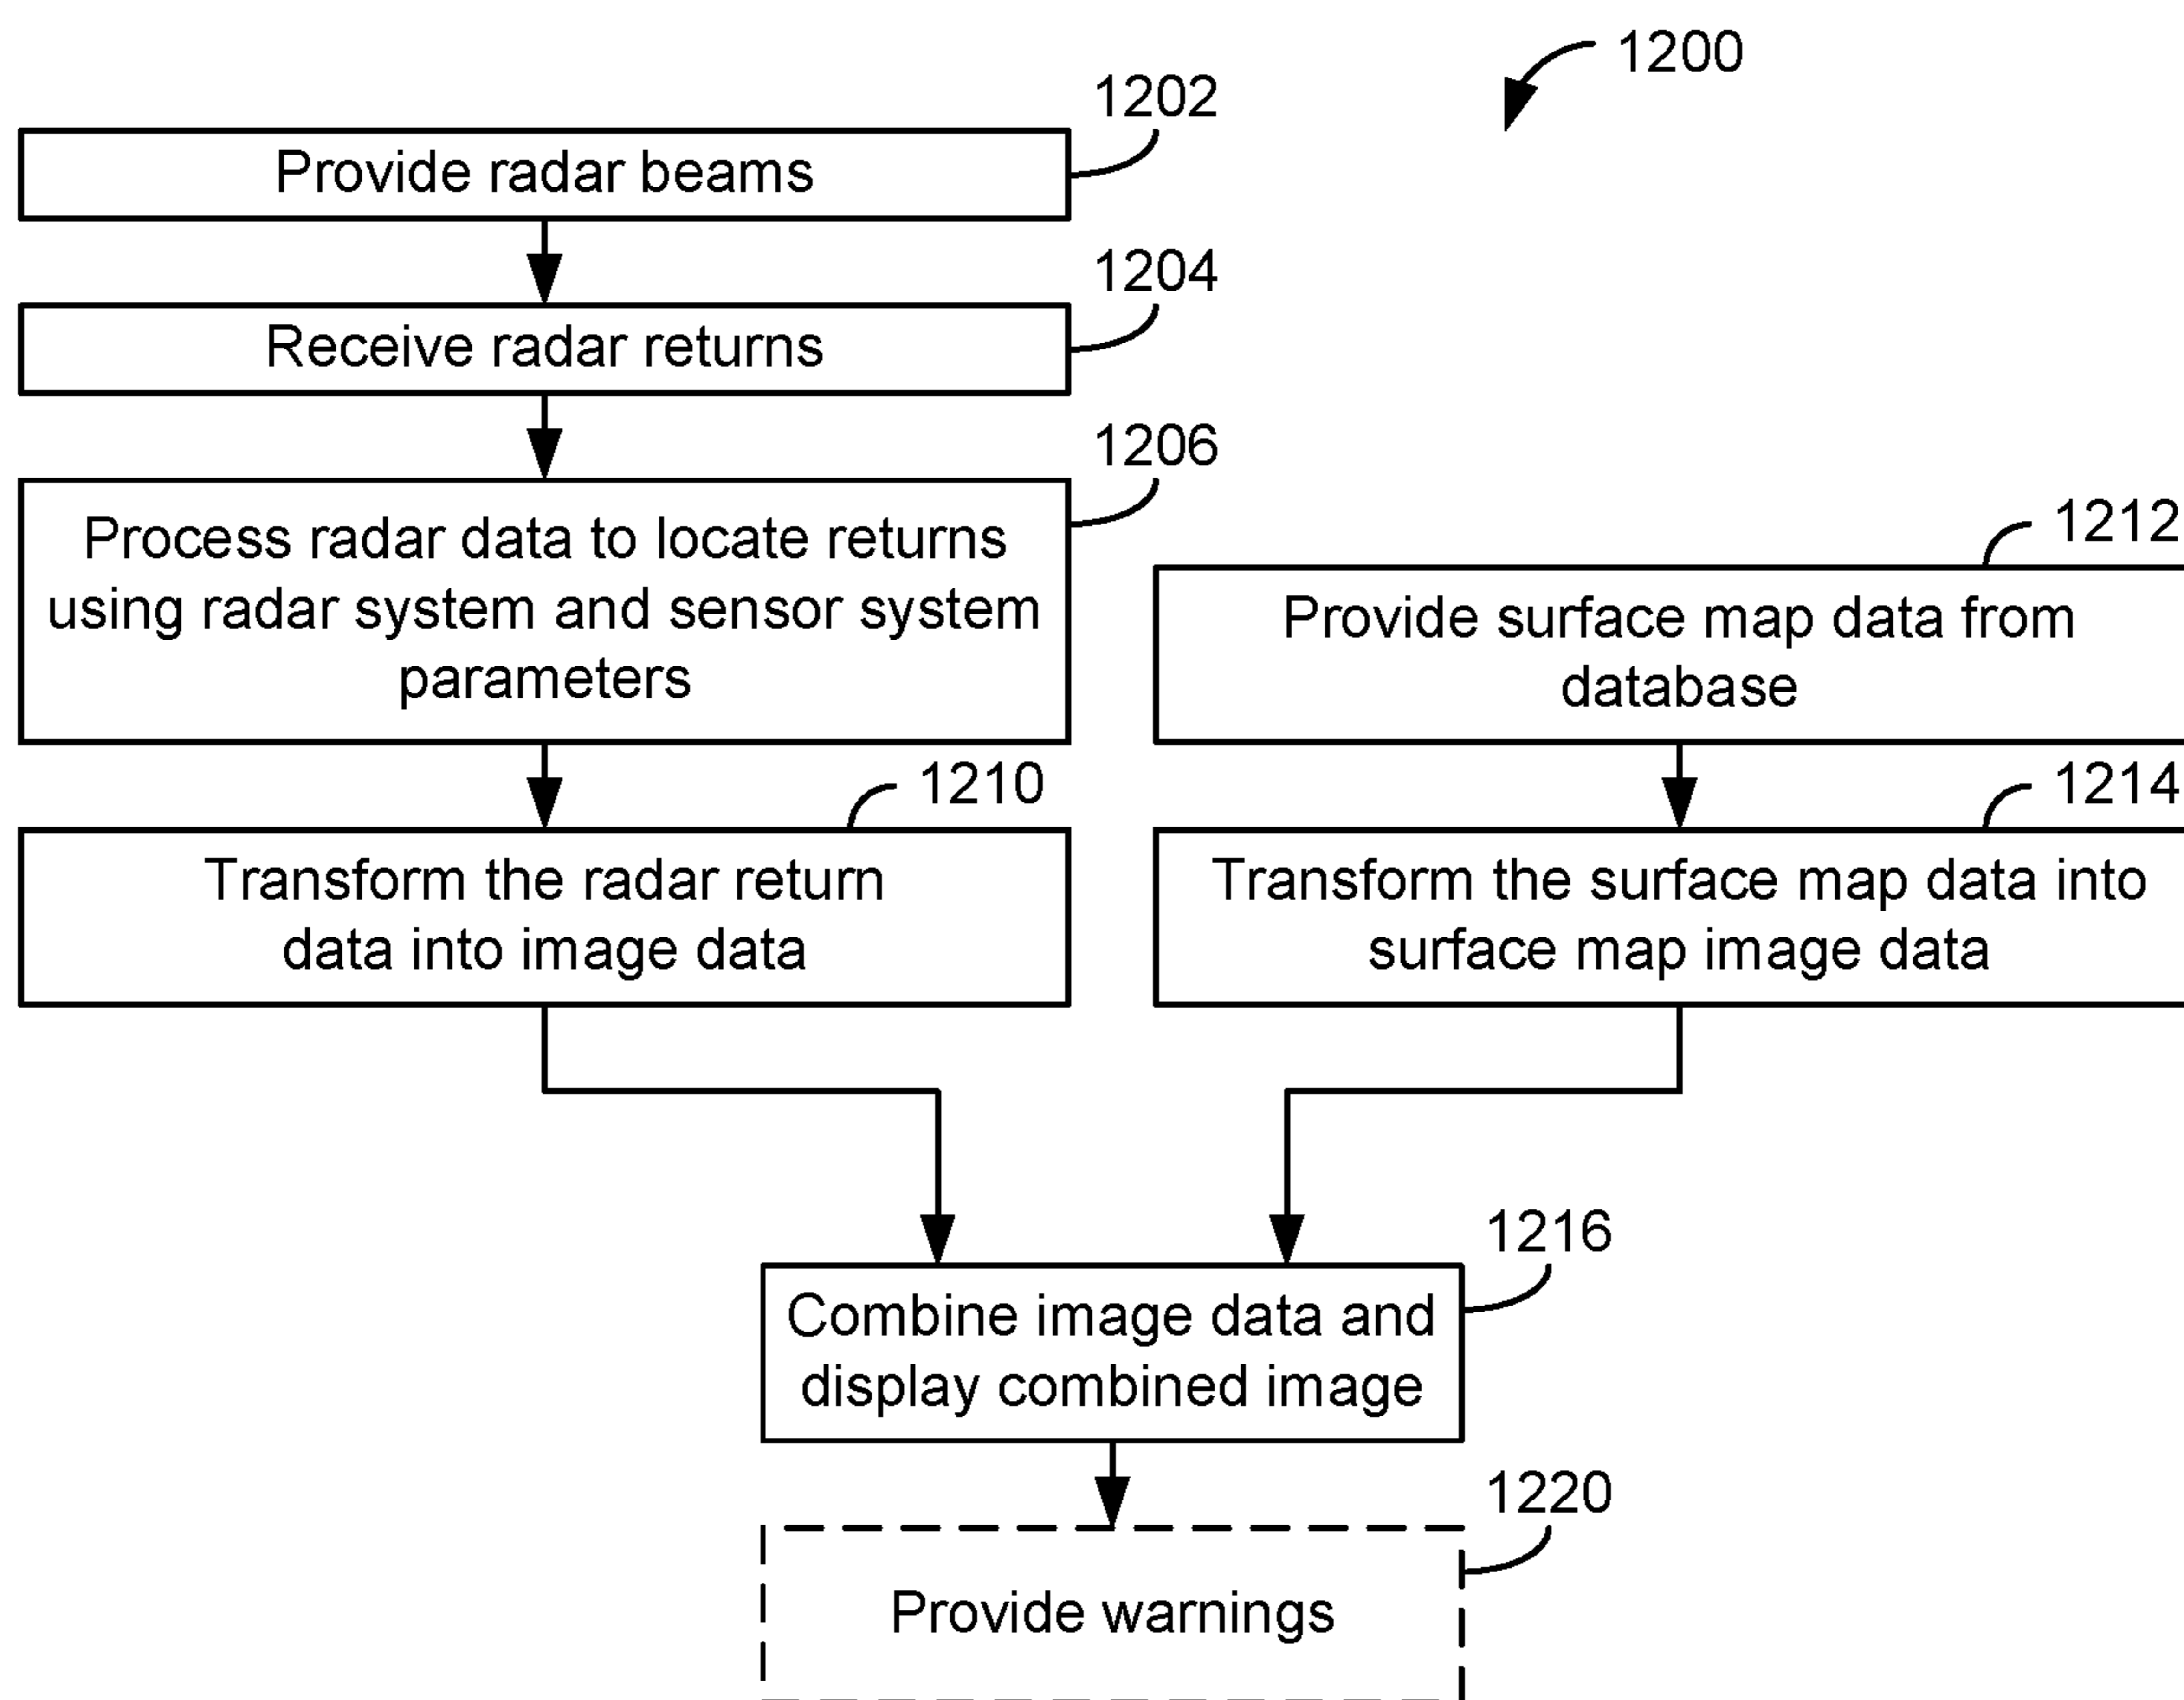 1200
1202
Provide radar beams
1204
Receive radar returns
1206
Process radar data to locate returns
using radar system and sensor system
parameters
1212
Provide surface map data from
database
1210
Transform the radar return
data into image data
1214
Transform the surface map data into
surface map image data
1216
Combine image data and
display combined image
1220
Provide warnings